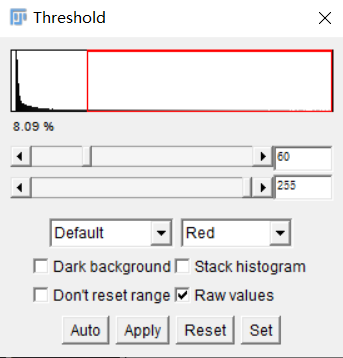 Threshold
8.09 %
60
255
Default Red
Dark background Stack histogram
Don't reset range Raw values
Auto Apply Reset Set